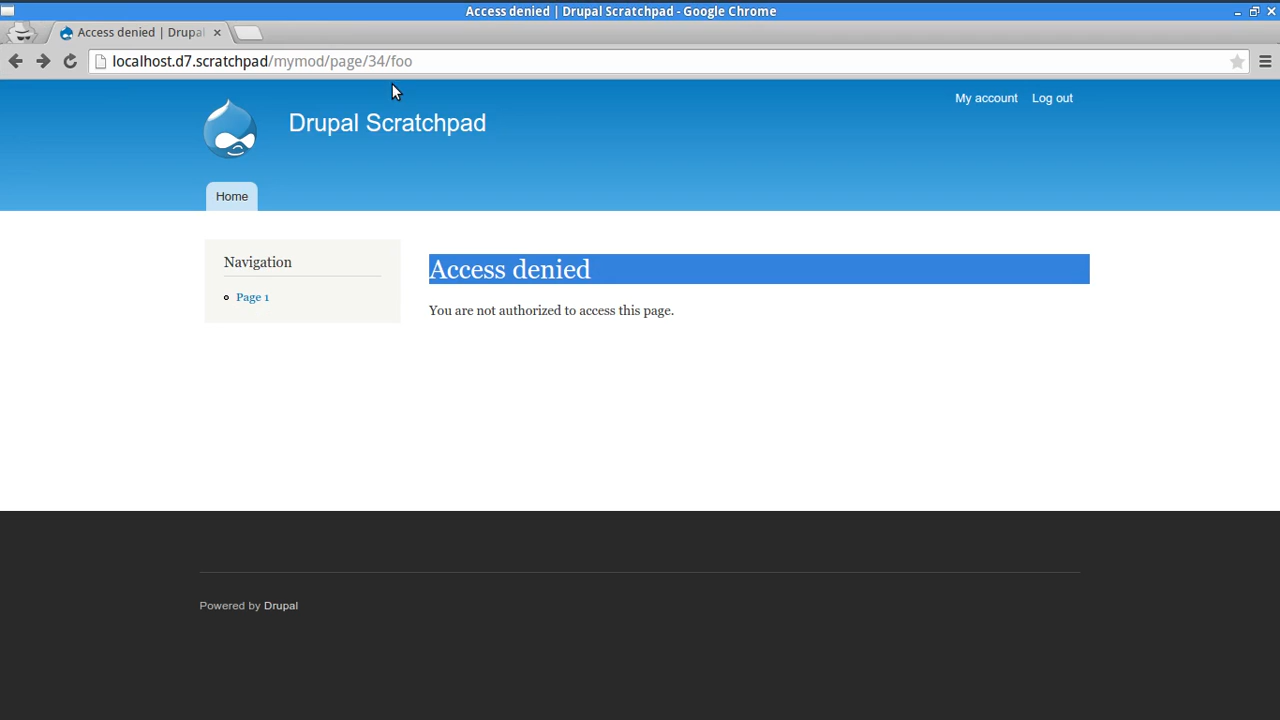 Access denied | Drupal Scratchpad - Google Chrome
Access denied | Drupal
localhost.d7.scratchpad/mymod/page/34/foo
My account Log out
Drupal Scratchpad
Home
Navigation
Page 1
Access denied
You are not authorized to access this page.
Powered by Drupal